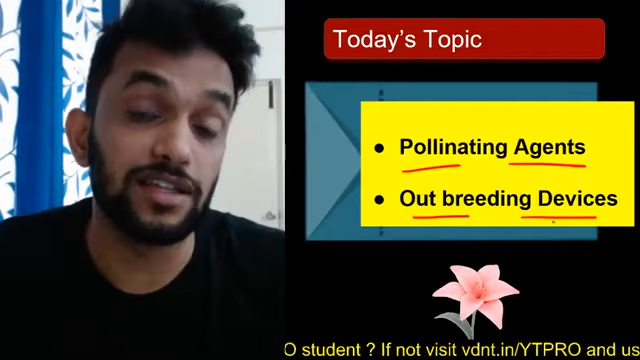 Today's Topic
● Pollinating Agents
● Out breeding Devices
O student ? If not visit vdnt.in/YTPRO and us